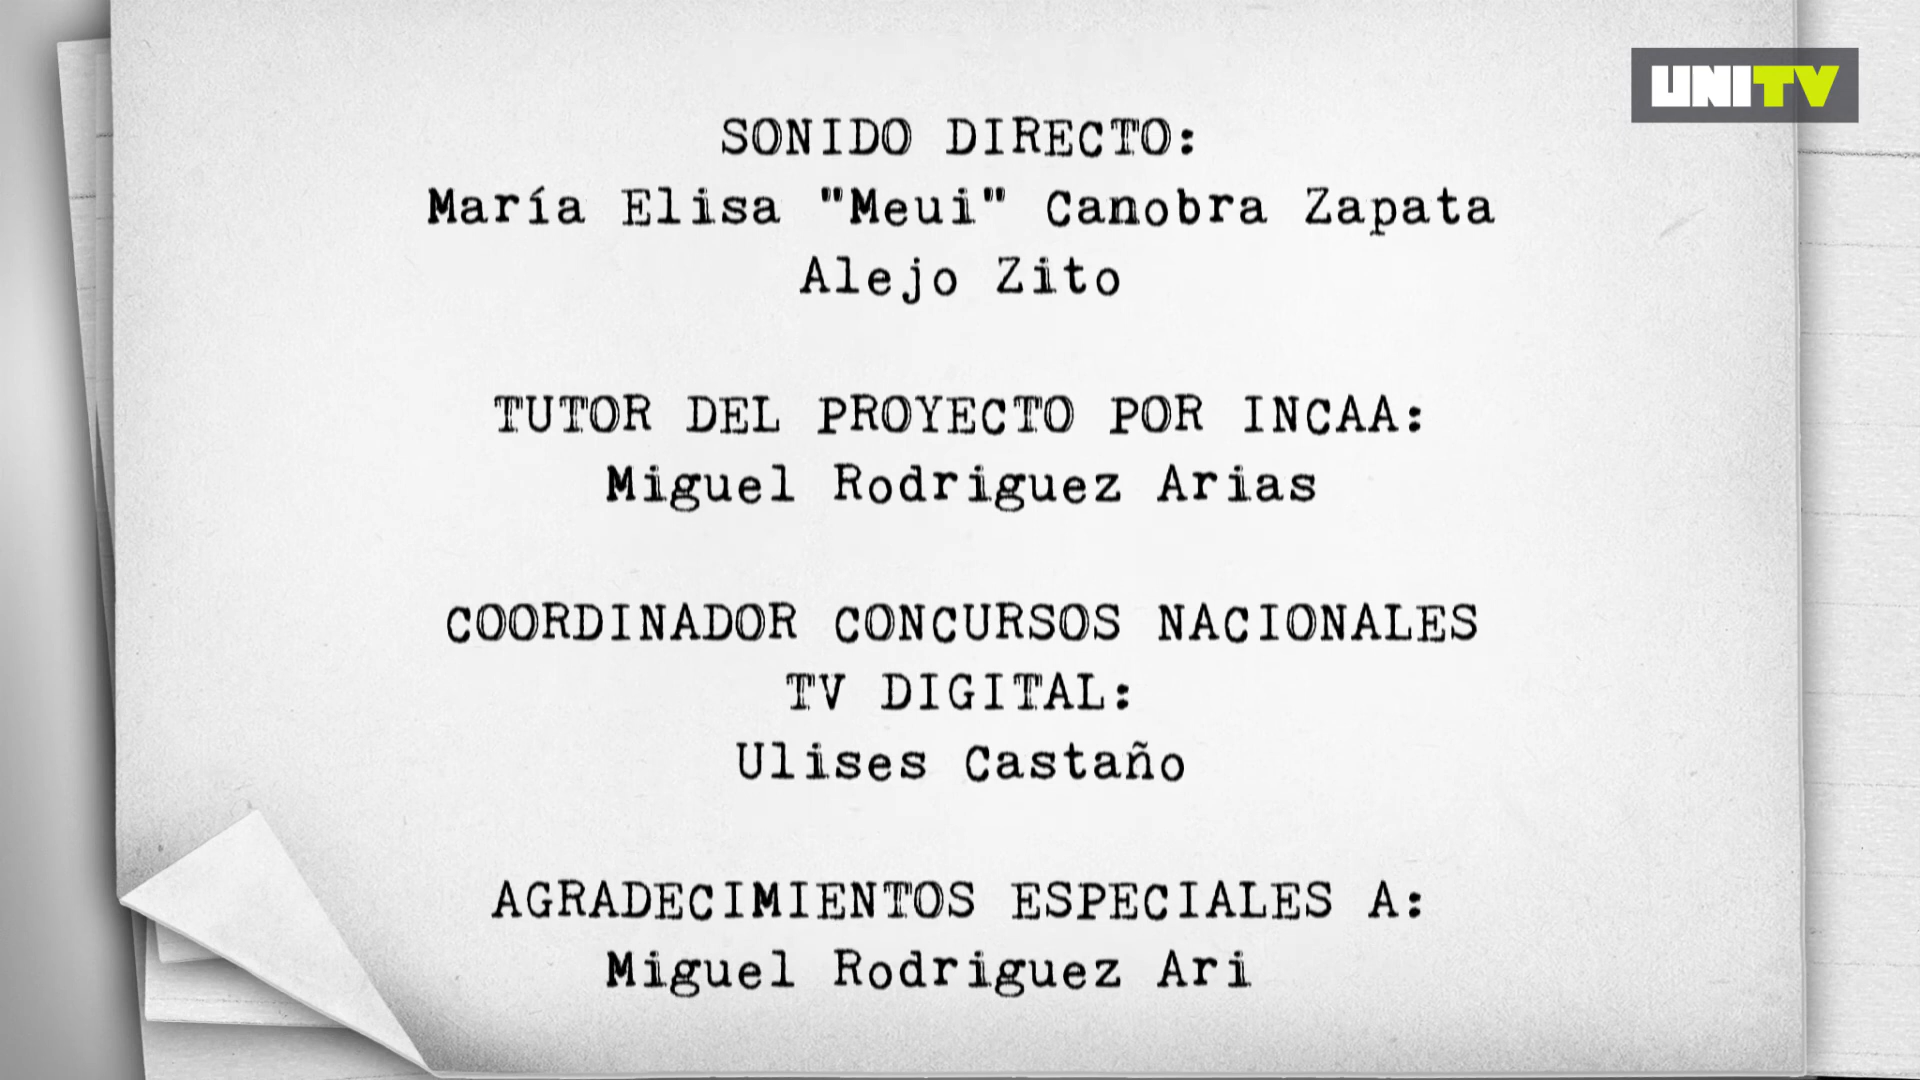 UNITV
SONIDO DIRECTO:
María Elisa "Meui" Canobra Zapata
Alejo Zito
TUTOR DEL PROYECTO POR INCAA:
Miguel Rodriguez Arias
COORDINADOR CONCURSOS NACIONALES
TV DIGITAL:
Ulises Castaño
AGRADECIMIENTOS ESPECIALES A:
Miguel Rodriguez Ari